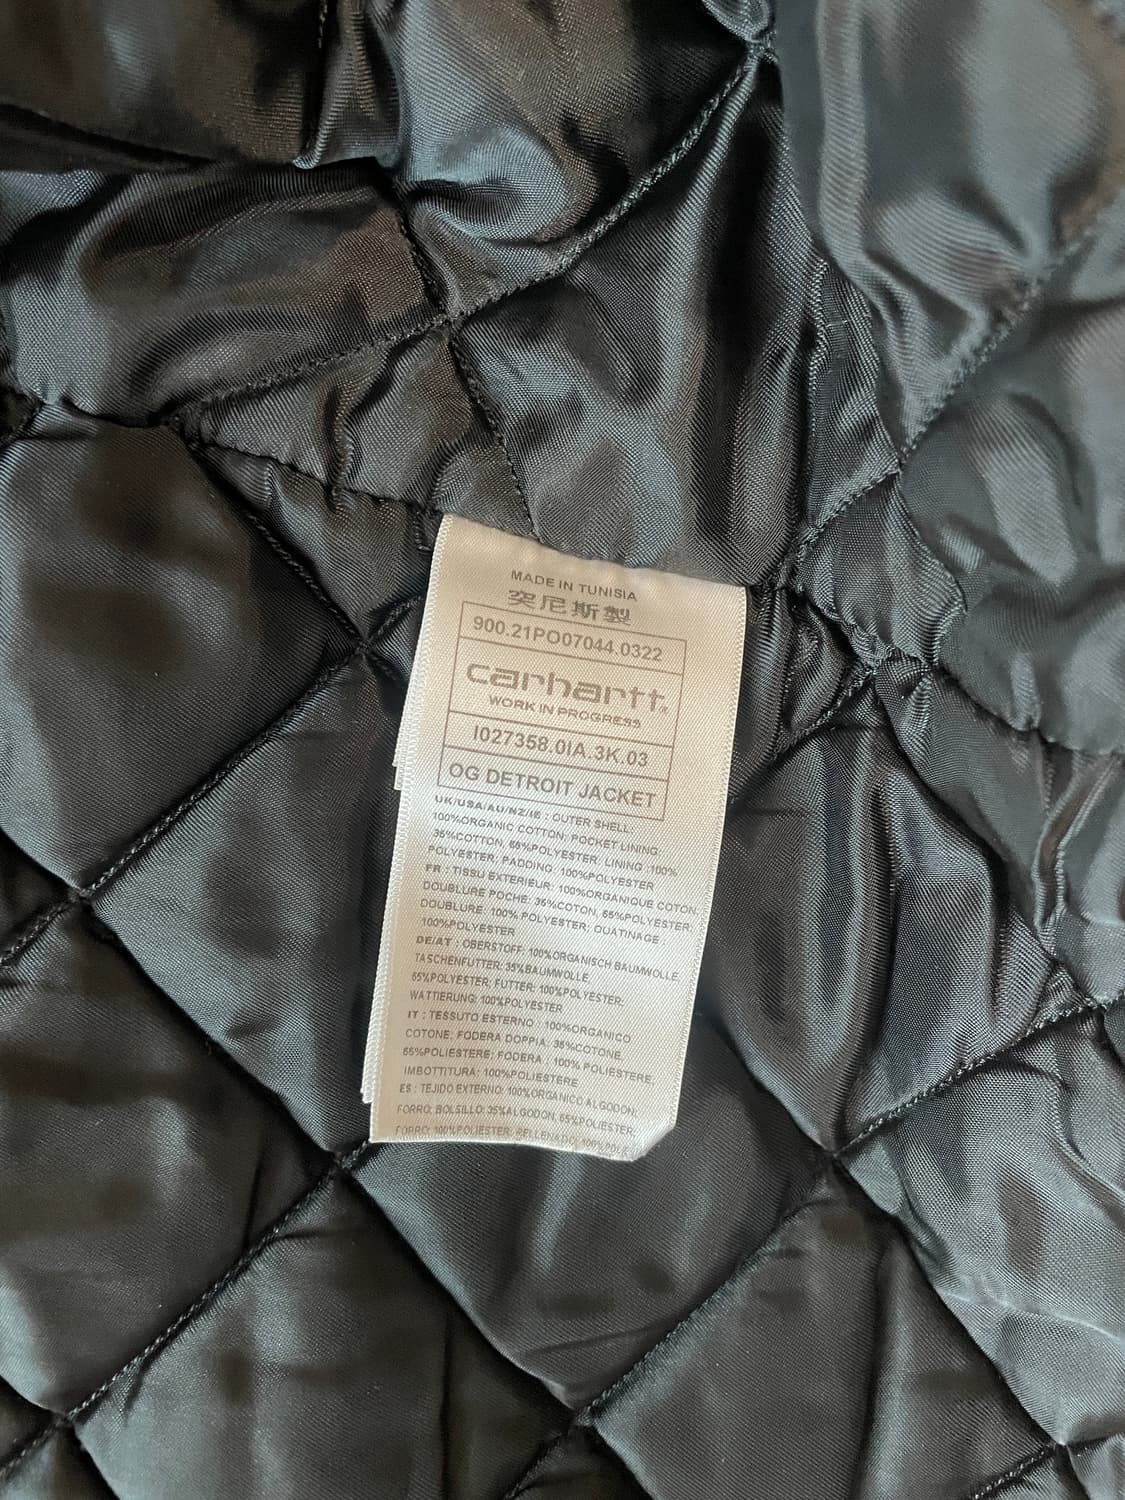 MADE IN TUNISIA
突尼斯製
900.21PO07044.0322
carhartt
WORK IN PROGRESS
I027358.0IA.3K.03
OG DETROIT JACKET
UK/USA/AU/NZ/IE : OUTER SHELL:
100%ORGANIC COTTON; POCKET LINING:
35%COTTON, 65%POLYESTER; LINING :100%
POLYESTER; PADDING: 100%POLYESTER
FR : TISSU EXTERIEUR: 100%ORGANIQUE COTON;
DOUBLURE POCHE: 35%COTON, 65%POLYESTER;
DOUBLURE: 100% POLYESTER; OUATINAGE :
100%POLYESTER
DE/AT : OBERSTOFF: 100%ORGANISCH BAUMWOLLE;
TASCHENFUTTER: 35%BAUMWOLLE,
65%POLYESTER; FUTTER: 100%POLYESTER;
WATTIERUNG: 100%POLYESTER
IT : TESSUTO ESTERNO : 100%ORGANICO
COTONE; FODERA DOPPIA: 35%COTONE,
65%POLIESTERE; FODERA : 100% POLIESTERE;
IMBOTTITURA: 100%POLIESTERE
ES : TEJIDO EXTERNO: 100%ORGANICO ALGODON;
FORRO: BOLSILLO: 35%ALGODON, 65%POLIESTER;
FORRO: 100%POLIESTER; RELLENADO: